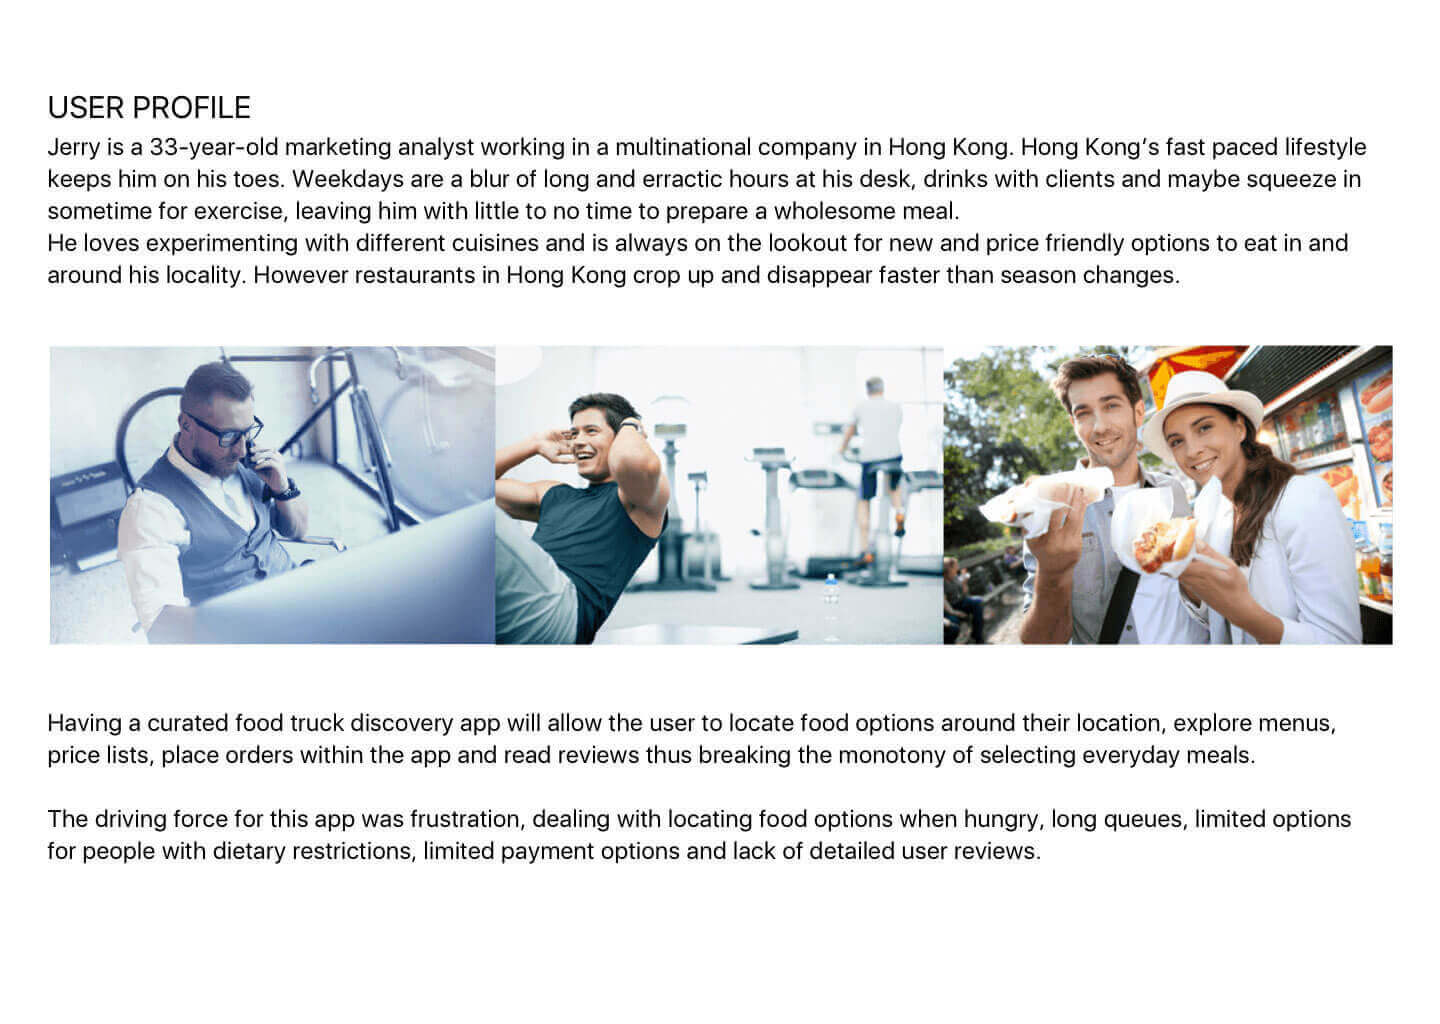 USER PROFILE
Jerry is a 33-year-old marketing analyst working in a multinational company in Hong Kong. Hong Kong’s fast paced lifestyle
keeps him on his toes. Weekdays are a blur of long and erractic hours at his desk, drinks with clients and maybe squeeze in
sometime for exercise, leaving him with little to no time to prepare a wholesome meal.
He loves experimenting with different cuisines and is always on the lookout for new and price friendly options to eat in and
around his locality. However restaurants in Hong Kong crop up and disappear faster than season changes.
Having a curated food truck discovery app will allow the user to locate food options around their location, explore menus,
price lists, place orders within the app and read reviews thus breaking the monotony of selecting everyday meals.
The driving force for this app was frustration, dealing with locating food options when hungry, long queues, limited options
for people with dietary restrictions, limited payment options and lack of detailed user reviews.